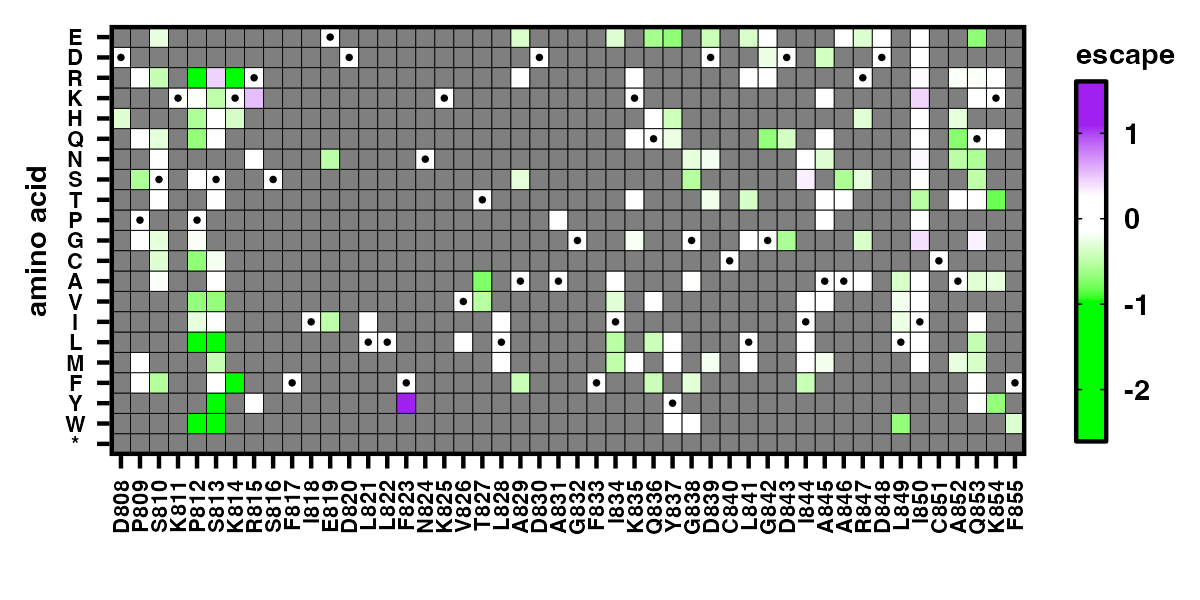 escape
1
0
-1
-2
amino acid
E
D
R
K
H
Q
N
S
T
P
G
C
A
V
I
L
M
F
Y
W
*
D808
P809
S810
K811
P812
S813
K814
R815
S816
F817
I818
E819
D820
L821
L822
F823
N824
K825
V826
T827
L828
A829
D830
A831
G832
F833
I834
K835
Q836
Y837
G838
D839
C840
L841
G842
D843
I844
A845
A846
R847
D848
L849
I850
C851
A852
Q853
K854
F855